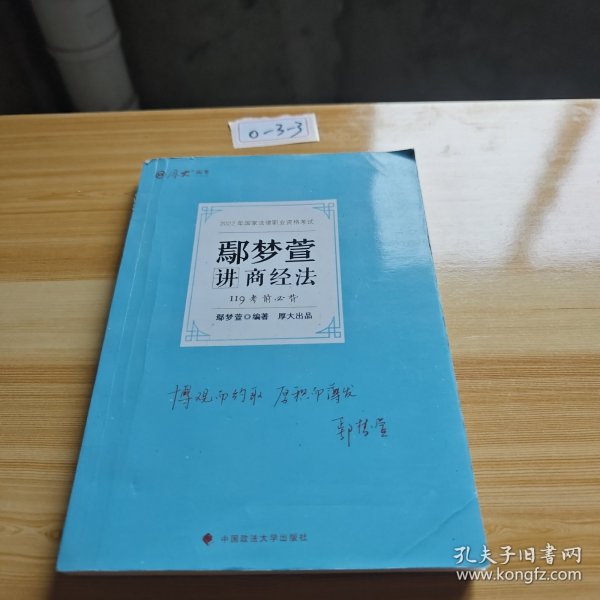 0-3-3
厚大®法考
2022年国家法律职业资格考试
鄢梦萱
讲商经法
119考前必背
鄢梦萱◎编著 厚大出品
博观而约取 厚积而薄发
鄢梦萱
中国政法大学出版社
孔夫子旧书网
www.kongfz.com